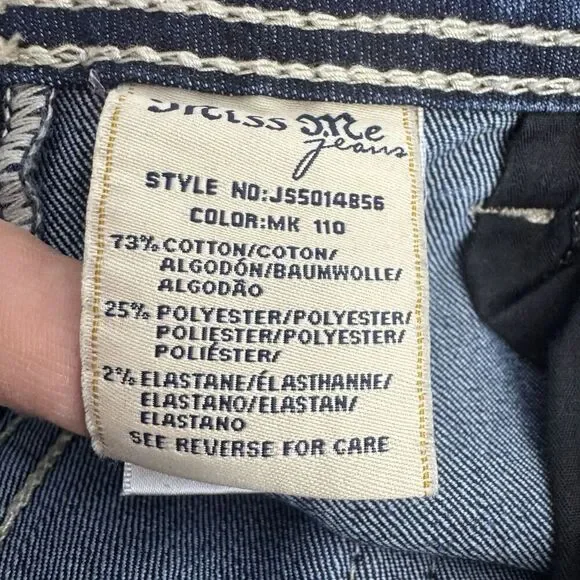 Miss Me
jeans
STYLE NO:JS5014B56
COLOR:MK 110
73% COTTON/COTON/
ALGODÓN/BAUMWOLLE/
ALGODÃO
25% POLYESTER/POLYESTER/
POLIESTER/POLYESTER/
POLIÉSTER/
2% ELASTANE/ÉLASTHANNE/
ELASTANO/ELASTAN/
ELASTANO
SEE REVERSE FOR CARE